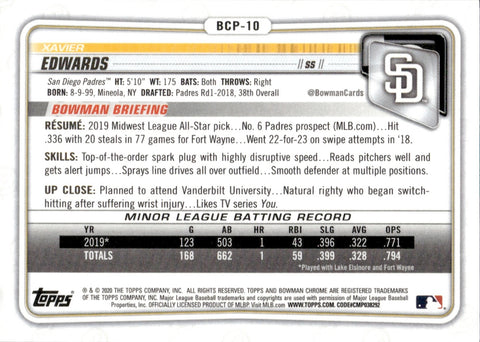 BCP-10
XAVIER
EDWARDS
// SS //
SD
San Diego Padres™ HT: 5'10" WT: 175 BATS: Both THROWS: Right
BORN: 8-9-99, Mineola, NY DRAFTED: Padres Rd1-2018, 38th Overall
@BowmanCards
BOWMAN BRIEFING
RÉSUMÉ: 2019 Midwest League All-Star pick...No. 6 Padres prospect (MLB.com)...Hit
.336 with 20 steals in 77 games for Fort Wayne...Went 22-for-23 on swipe attempts in '18.
SKILLS: Top-of-the-order spark plug with highly disruptive speed...Reads pitchers well and
gets alert jumps...Sprays line drives all over outfield...Smooth defender at multiple positions.
UP CLOSE: Planned to attend Vanderbilt University...Natural righty who began switch-
hitting after suffering wrist injury...Likes TV series You.
MINOR LEAGUE BATTING RECORD
YR G AB HR RBI SLG AVG OPS
2019* 123 503 1 43 .396 .322 .771
TOTALS 168 662 1 59 .399 .328 .794
*Played with Lake Elsinore and Fort Wayne
TOPPS
® & © 2020 THE TOPPS COMPANY, INC. TOPPS AND BOWMAN CHROME ARE REGISTERED TRADEMARKS
OF THE TOPPS COMPANY, INC. Major League Baseball trademarks and copyrights are used with permission of Major League Baseball
Properties, Inc. OFFICIALLY LICENSED PRODUCT OF MLB. Visit MLB.com WWW.TOPPS.COM. CODE#CMP038292